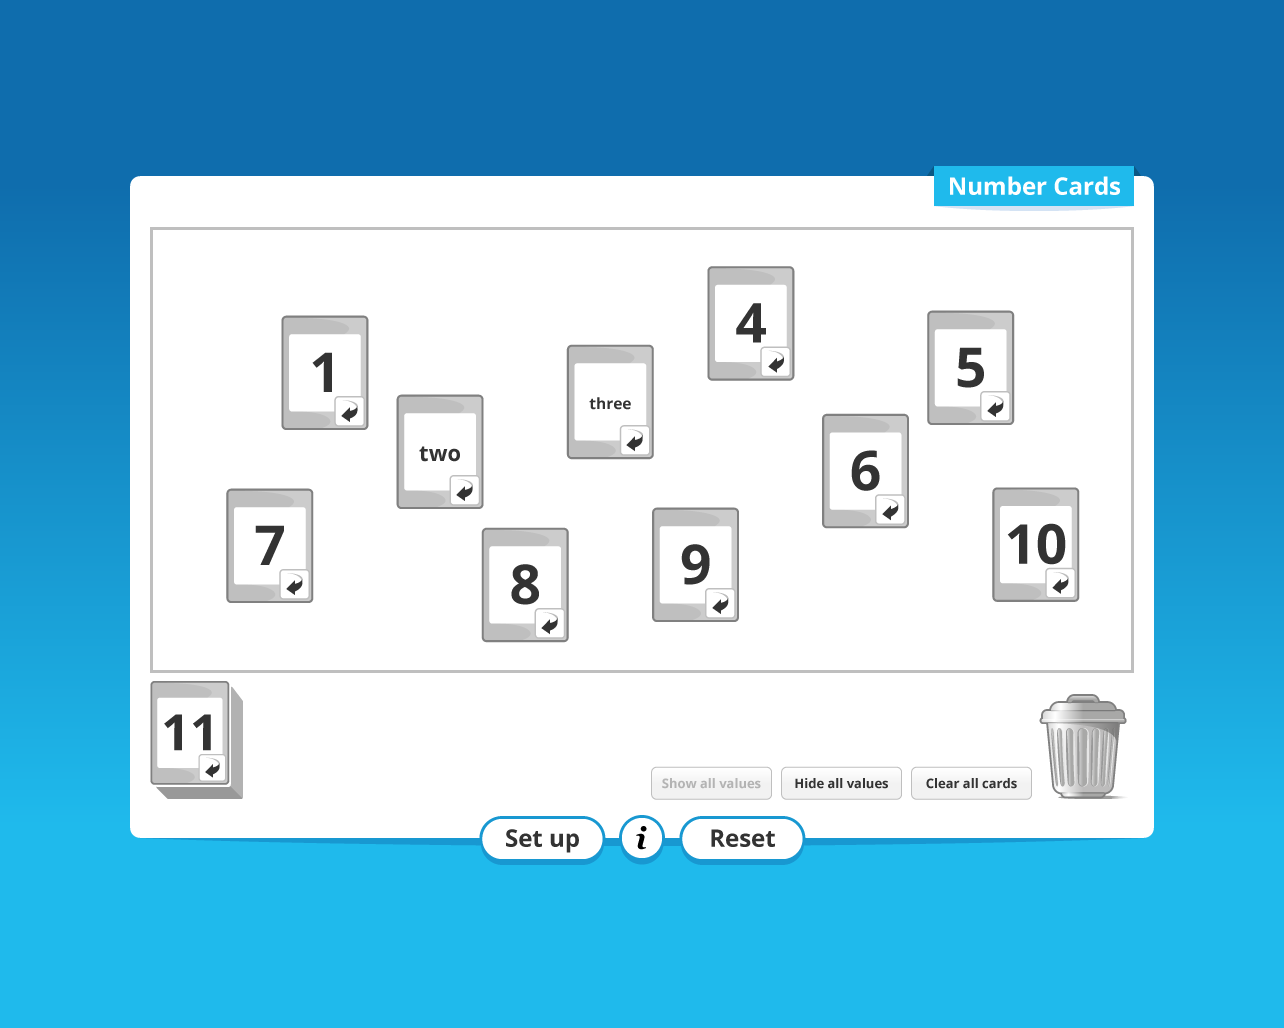 Number Cards
1
two
three
4
5
6
7
8
9
10
11
Show all values
Hide all values
Clear all cards
Set up
i
Reset